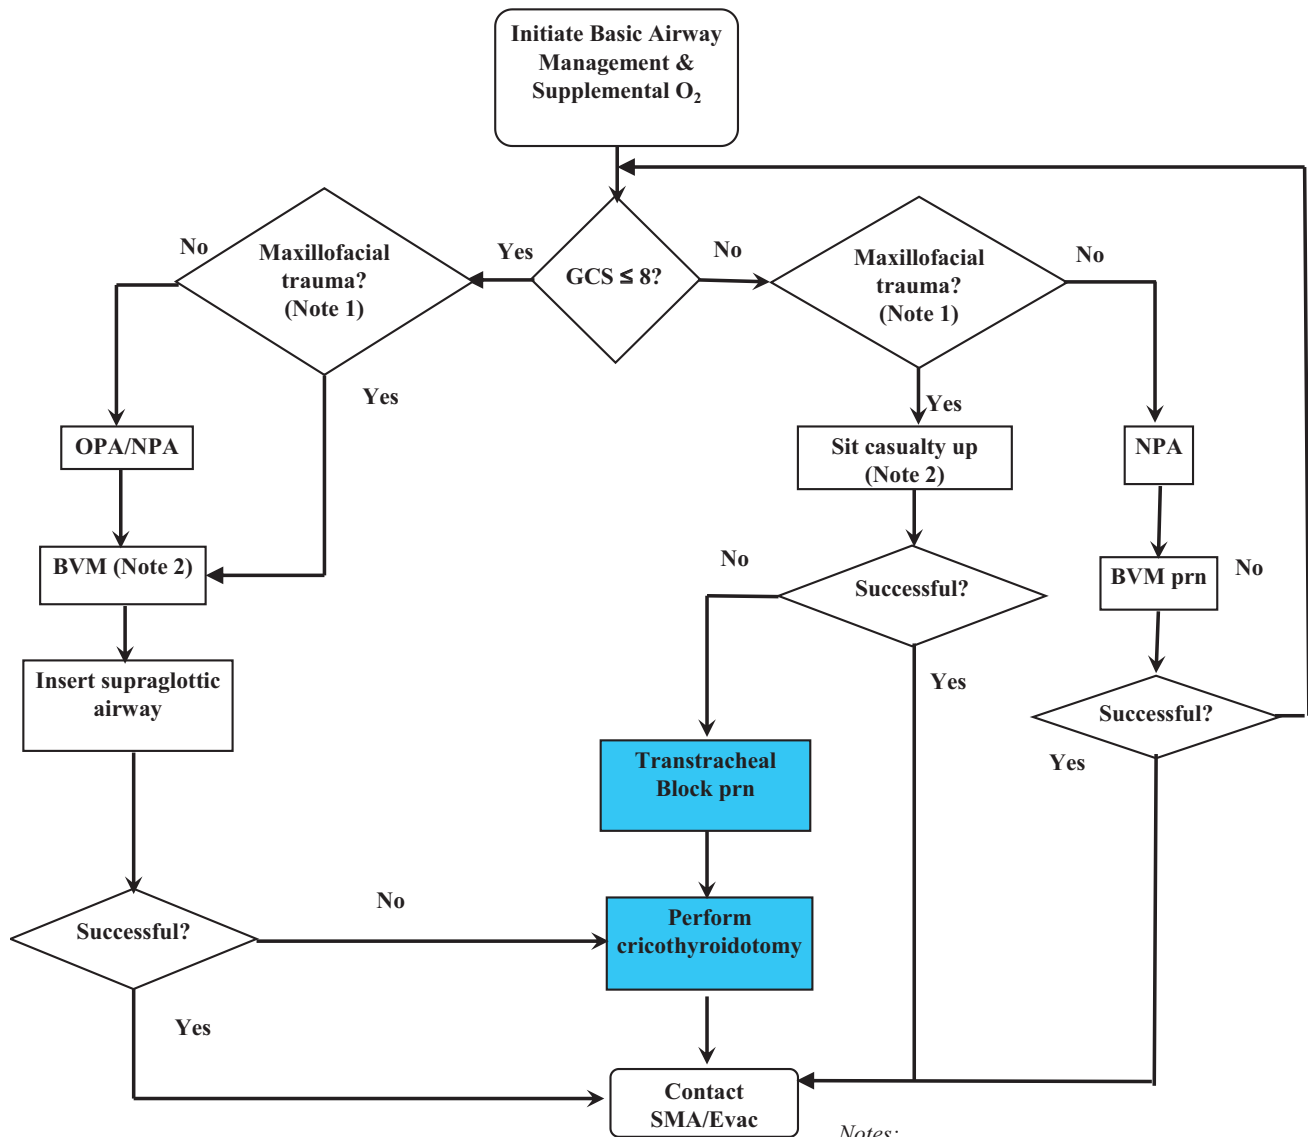 Initiate Basic Airway
Management &
Supplemental O₂
No
Maxillofacial
trauma?
(Note 1)
Yes
GCS ≤ 8?
No
Maxillofacial
trauma?
(Note 1)
No
Yes
Yes
OPA/NPA
Sit casualty up
(Note 2)
NPA
BVM (Note 2)
No
Successful?
BVM prn
No
Insert supraglottic
airway
Yes
Successful?
Yes
Transtracheal
Block prn
Successful?
No
Perform
cricothyroidotomy
Yes
Contact
SMA/Evac
Notes: